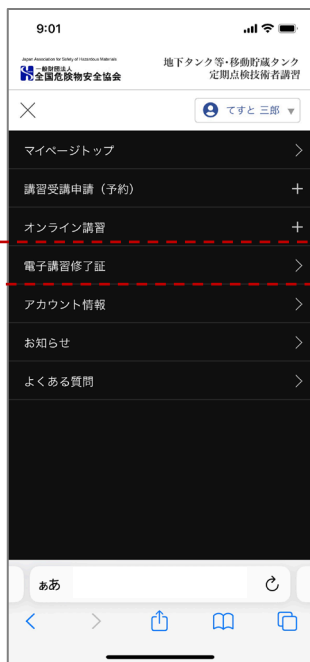 9:01
Japan Association for Safety of Hazardous Materials
一般財団法人
全国危険物安全協会
地下タンク等・移動貯蔵タンク
定期点検技術者講習
てすと 三郎
マイページトップ
講習受講申請（予約）
オンライン講習
電子講習修了証
アカウント情報
お知らせ
よくある質問
ぁあ